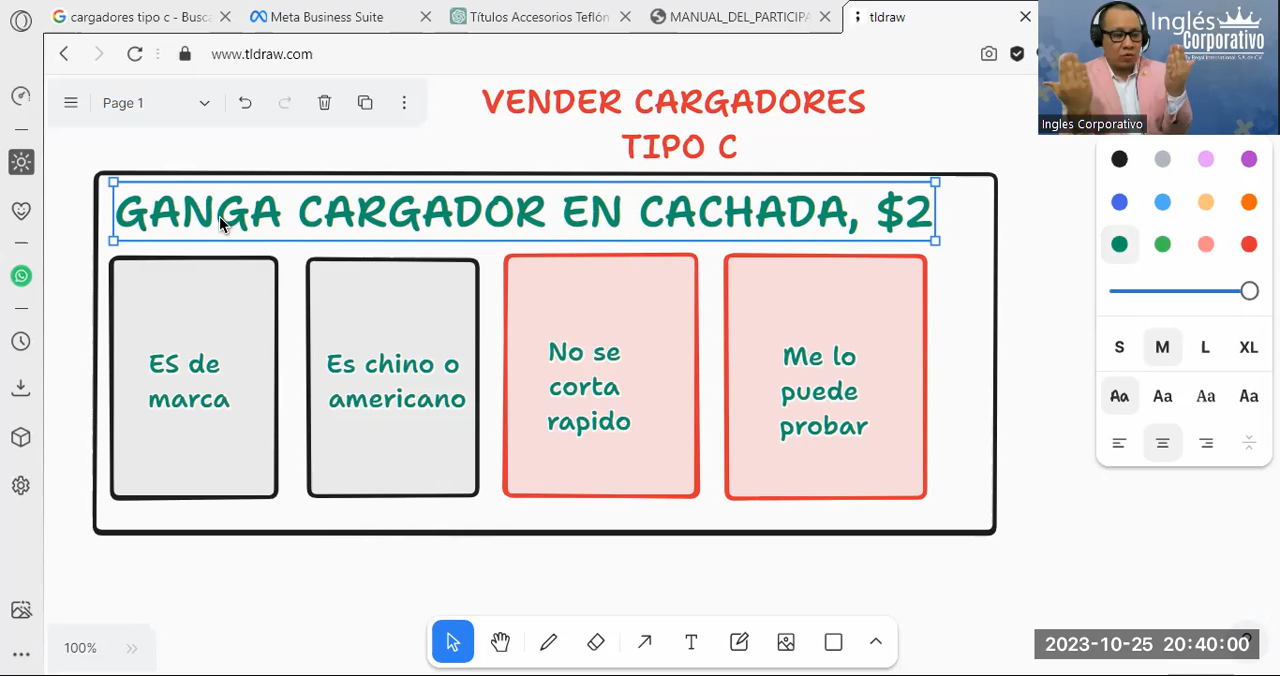 cargadores tipo c - Busca
Meta Business Suite
Títulos Accesorios Teflón
MANUAL_DEL_PARTICIPA
tldraw
www.tldraw.com
Page 1
VENDER CARGADORES
TIPO C
GANGA CARGADOR EN CACHADA, $2
ES de
marca
Es chino o
americano
No se
corta
rapido
Me lo
puede
probar
Inglés
Corporativo
Ingles Corporativo
S M L XL
Aa Aa Aa Aa
100%
2023-10-25 20:40:00